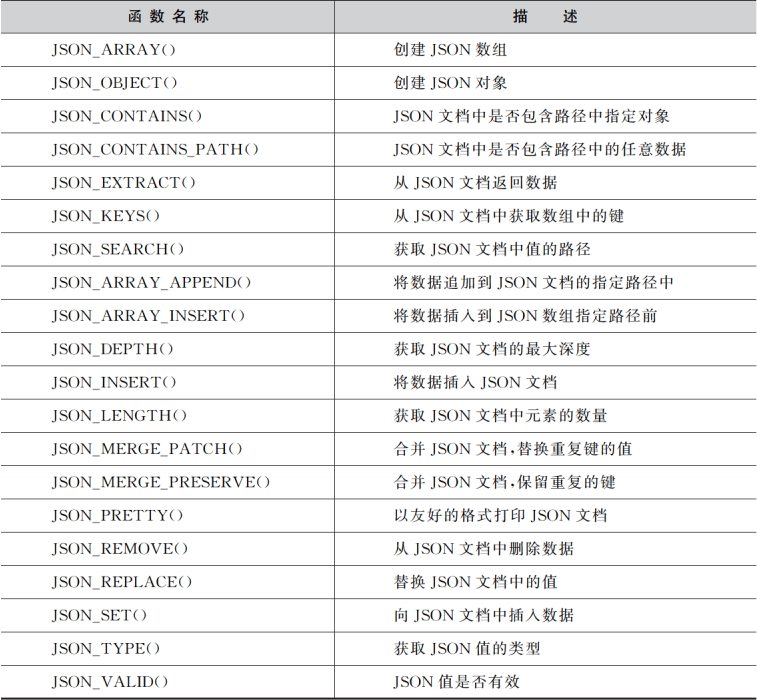 函数名称 描述
JSON_ARRAY() 创建 JSON 数组
JSON_OBJECT() 创建 JSON 对象
JSON_CONTAINS() JSON 文档中是否包含路径中指定对象
JSON_CONTAINS_PATH() JSON 文档中是否包含路径中的任意数据
JSON_EXTRACT() 从 JSON 文档返回数据
JSON_KEYS() 从 JSON 文档中获取数组中的键
JSON_SEARCH() 获取 JSON 文档中值的路径
JSON_ARRAY_APPEND() 将数据追加到 JSON 文档的指定路径中
JSON_ARRAY_INSERT() 将数据插入到 JSON 数组指定路径前
JSON_DEPTH() 获取 JSON 文档的最大深度
JSON_INSERT() 将数据插入 JSON 文档
JSON_LENGTH() 获取 JSON 文档中元素的数量
JSON_MERGE_PATCH() 合并 JSON 文档,替换重复键的值
JSON_MERGE_PRESERVE() 合并 JSON 文档,保留重复的键
JSON_PRETTY() 以友好的格式打印 JSON 文档
JSON_REMOVE() 从 JSON 文档中删除数据
JSON_REPLACE() 替换 JSON 文档中的值
JSON_SET() 向 JSON 文档中插入数据
JSON_TYPE() 获取 JSON 值的类型
JSON_VALID() JSON 值是否有效